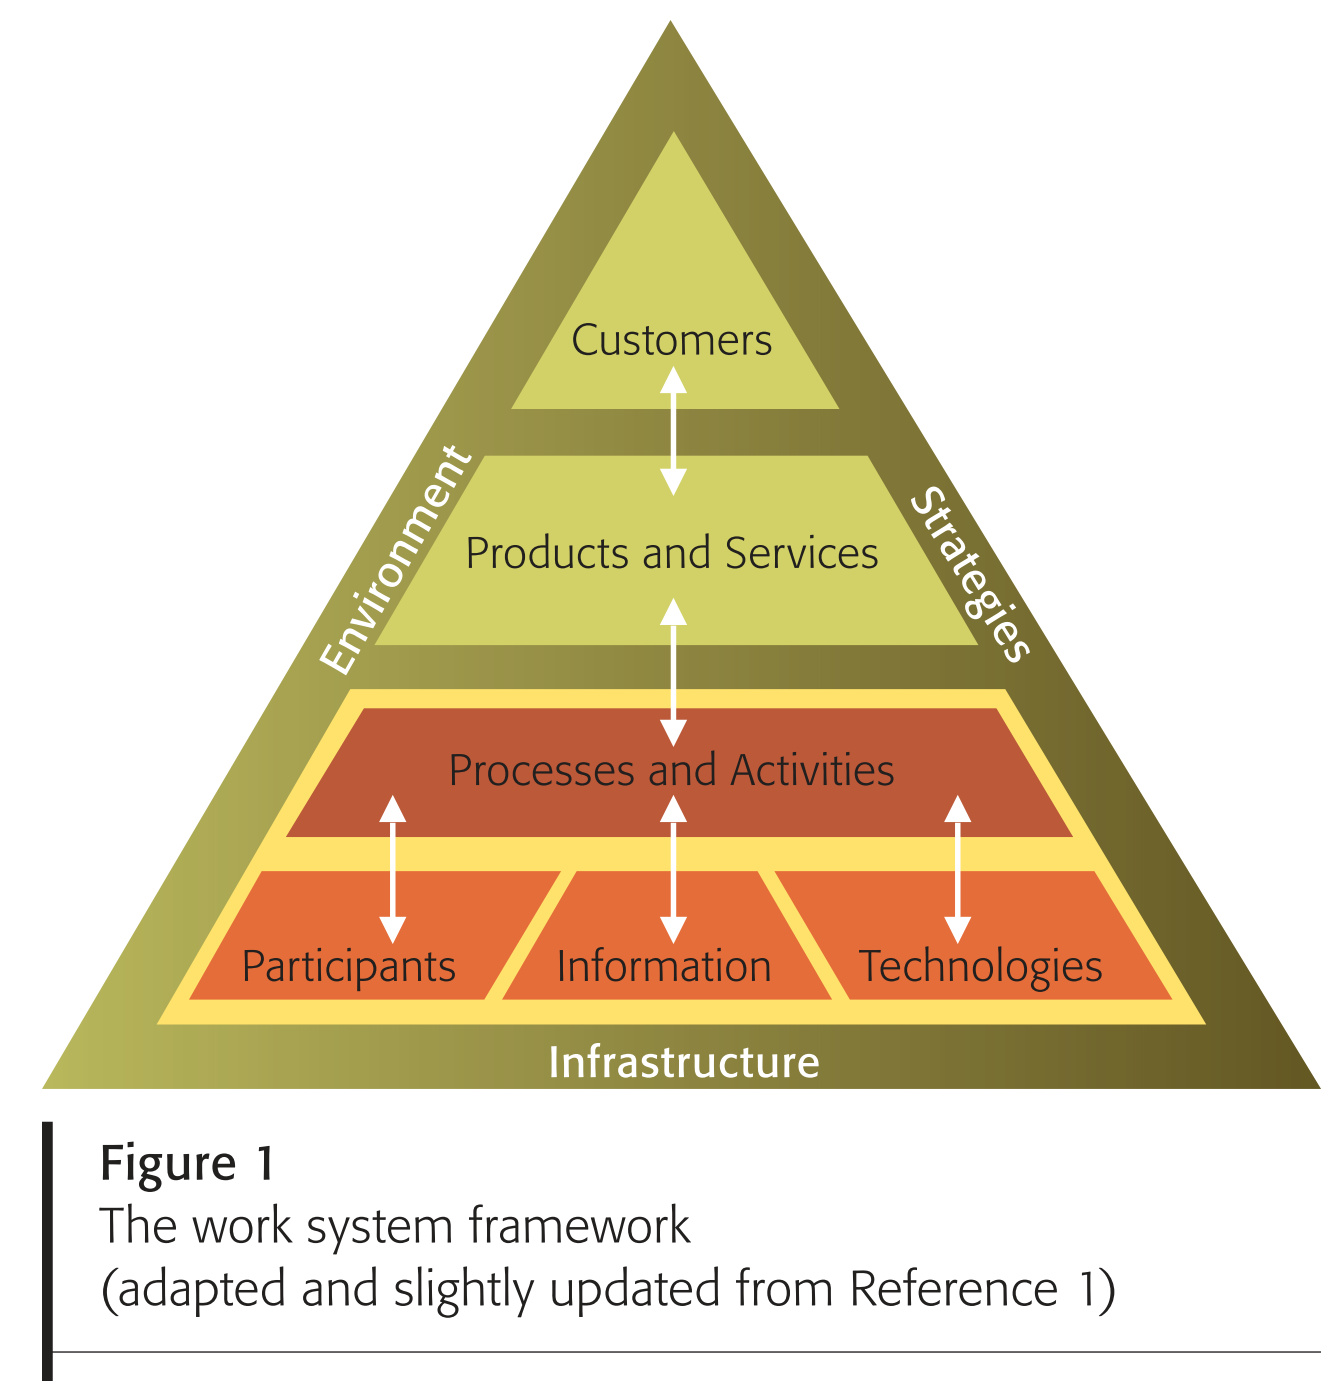 Customers
Environment
Strategies
Products and Services
Processes and Activities
Participants
Information
Technologies
Infrastructure
Figure 1
The work system framework
(adapted and slightly updated from Reference 1)